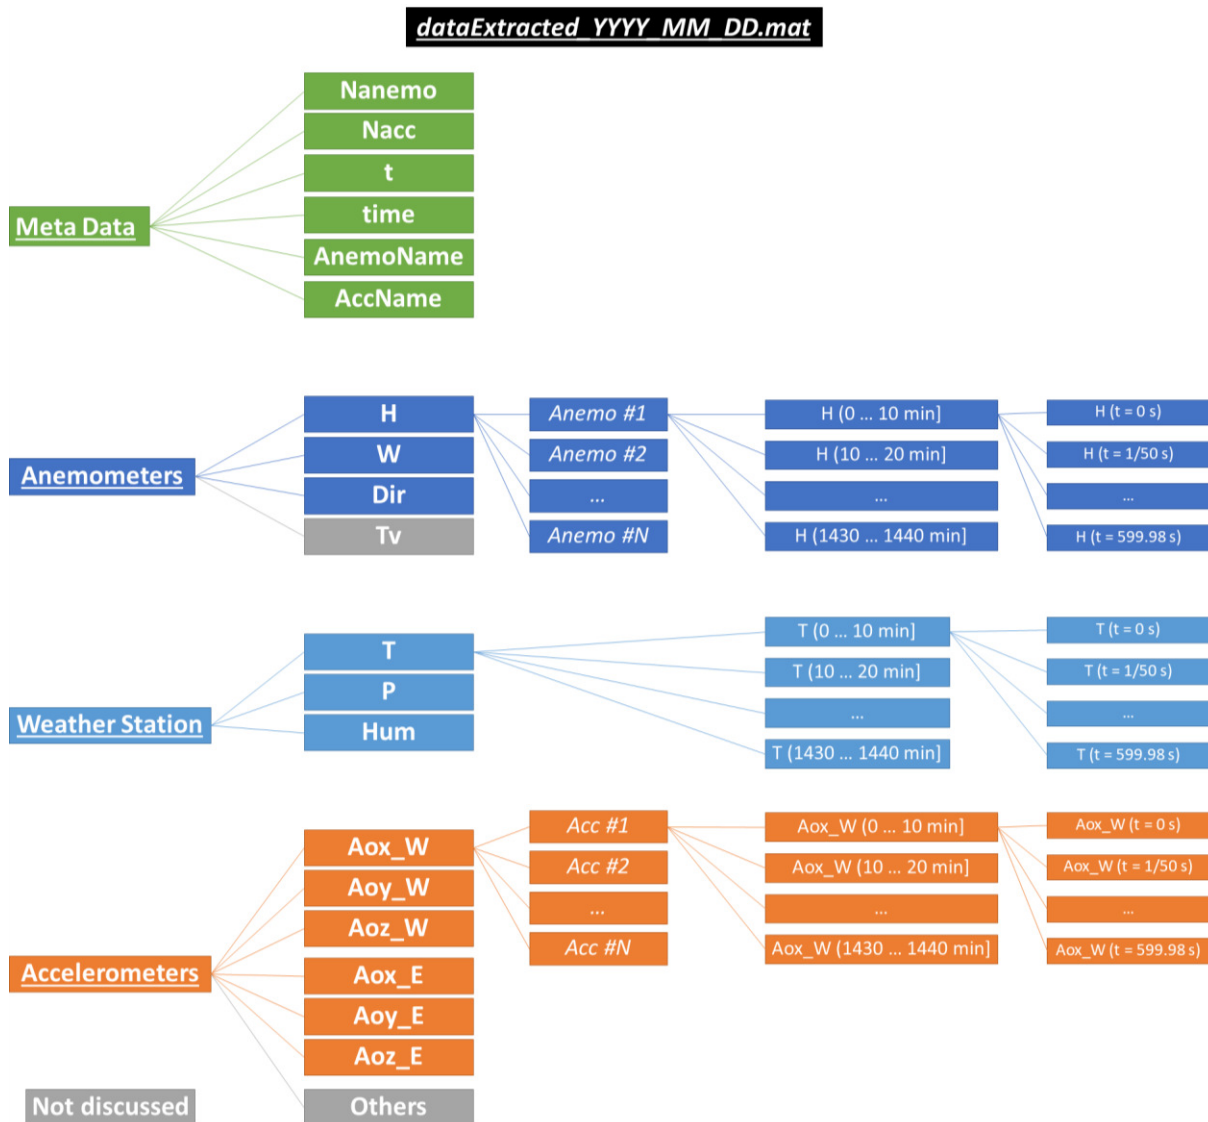 dataExtracted_YYYY_MM_DD.mat
Meta Data
Nanemo
Nacc
t
time
AnemoName
AccName
Anemometers
H
W
Dir
Tv
Anemo #1
Anemo #2
...
Anemo #N
H (0 ... 10 min]
H (10 ... 20 min]
...
H (1430 ... 1440 min]
H (t = 0 s)
H (t = 1/50 s)
...
H (t = 599.98 s)
Weather Station
T
P
Hum
T (0 ... 10 min]
T (10 ... 20 min]
...
T (1430 ... 1440 min]
T (t = 0 s)
T (t = 1/50 s)
...
T (t = 599.98 s)
Accelerometers
Aox_W
Aoy_W
Aoz_W
Aox_E
Aoy_E
Aoz_E
Others
Acc #1
Acc #2
...
Acc #N
Aox_W (0 ... 10 min]
Aox_W (10 ... 20 min]
...
Aox_W (1430 ... 1440 min]
Aox_W (t = 0 s)
Aox_W (t = 1/50 s)
...
Aox_W (t = 599.98 s)
Not discussed